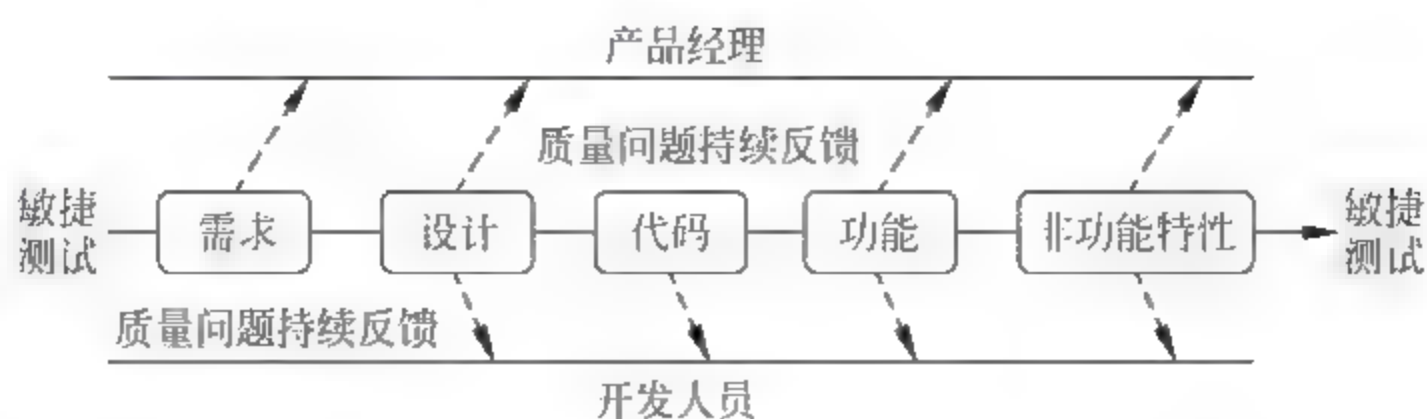 产品经理
质量问题持续反馈
敏捷
测试
需求
设计
代码
功能
非功能特性
敏捷
测试
质量问题持续反馈
开发人员